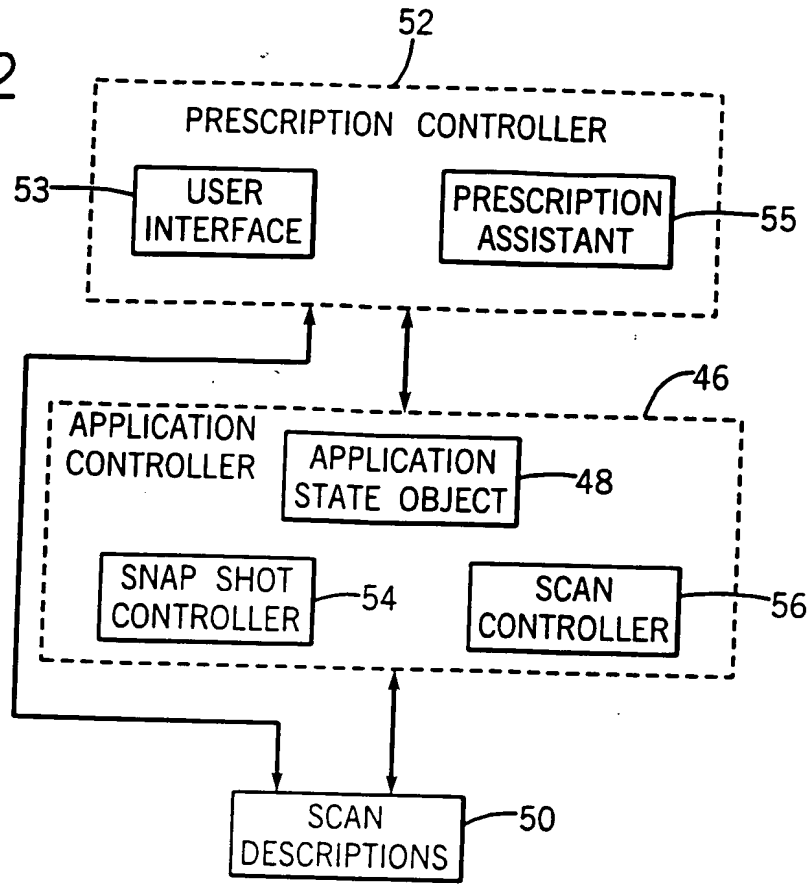 2
52
PRESCRIPTION CONTROLLER
53
USER
INTERFACE
PRESCRIPTION
ASSISTANT
55
46
APPLICATION
CONTROLLER
APPLICATION
STATE OBJECT
48
SNAP SHOT
CONTROLLER
54
SCAN
CONTROLLER
56
SCAN
DESCRIPTIONS
50